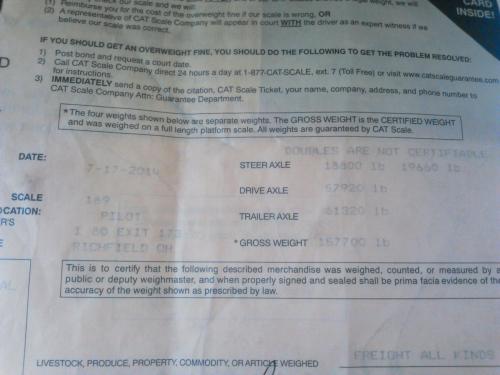 CARD
INSIDE!
(1) Reimburse you for the cost of the overweight fine if our scale is wrong, OR
(2) A representative of CAT Scale Company will appear in court WITH the driver as an expert witness if we
believe our scale was correct.
IF YOU SHOULD GET AN OVERWEIGHT FINE, YOU SHOULD DO THE FOLLOWING TO GET THE PROBLEM RESOLVED:
1) Post bond and request a court date.
2) Call CAT Scale Company direct 24 hours a day at 1-877-CAT-SCALE, ext. 7 (Toll Free) or visit www.catscaleguarantee.com
for instructions.
3) IMMEDIATELY send a copy of the citation, CAT Scale Ticket, your name, company, address, and phone number to
CAT Scale Company Attn: Guarantee Department.
* The four weights shown below are separate weights. The GROSS WEIGHT is the CERTIFIED WEIGHT
and was weighed on a full length platform scale. All weights are guaranteed by CAT Scale.
DOUBLES ARE NOT CERTIFIABLE
DATE: 7-17-2014 STEER AXLE 18800 lb 19660 lb
DRIVE AXLE 57920 lb
SCALE 189
LOCATION: PILOT TRAILER AXLE 61320 lb
I 80 EXIT 173
RICHFIELD OH * GROSS WEIGHT 157700 lb
This is to certify that the following described merchandise was weighed, counted, or measured by a
public or deputy weighmaster, and when properly signed and sealed shall be prima facia evidence of the
accuracy of the weight shown as prescribed by law.
FREIGHT ALL KINDS
LIVESTOCK, PRODUCE, PROPERTY, COMMODITY, OR ARTICLE WEIGHED